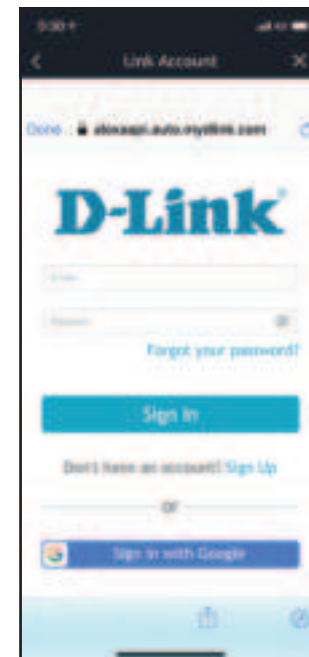 Link Account
Done
D-Link
Forgot your password?
Sign In
Don't have an account? Sign Up
or
Sign in with Google